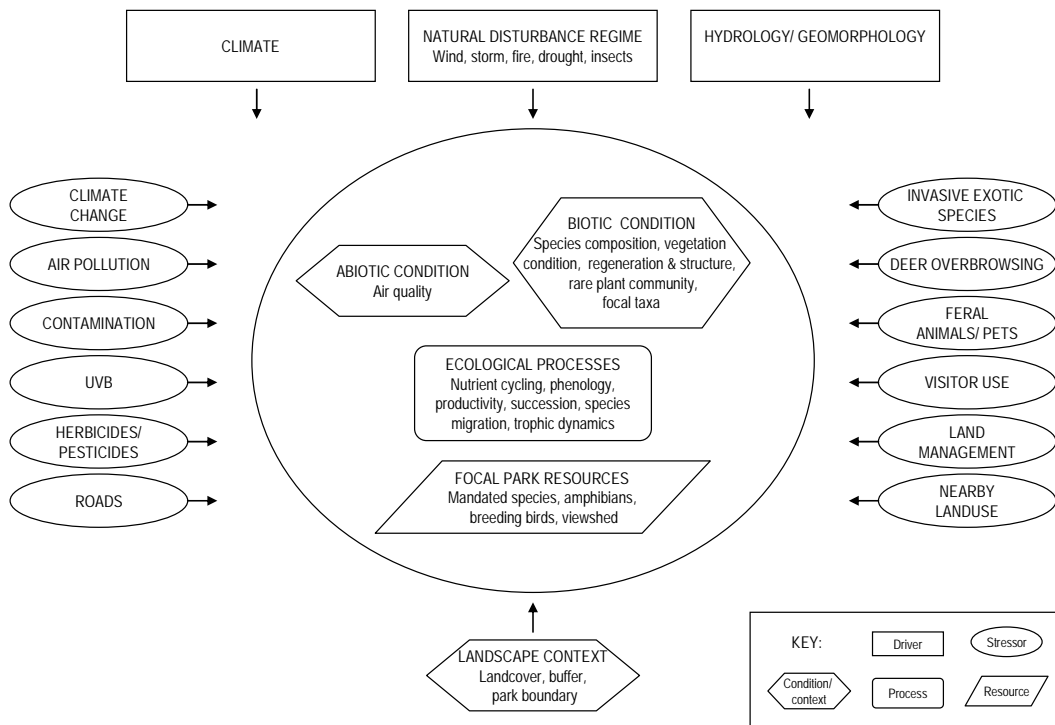 CLIMATE
NATURAL DISTURBANCE REGIME
Wind, storm, fire, drought, insects
HYDROLOGY/ GEOMORPHOLOGY
CLIMATE
CHANGE
AIR POLLUTION
CONTAMINATION
UVB
HERBICIDES/
PESTICIDES
ROADS
ABIOTIC CONDITION
Air quality
BIOTIC CONDITION
Species composition, vegetation
condition, regeneration & structure,
rare plant community,
focal taxa
ECOLOGICAL PROCESSES
Nutrient cycling, phenology,
productivity, succession, species
migration, trophic dynamics
FOCAL PARK RESOURCES
Mandated species, amphibians,
breeding birds, viewshed
INVASIVE EXOTIC
SPECIES
DEER OVERBROWSING
FERAL
ANIMALS/ PETS
VISITOR USE
LAND
MANAGEMENT
NEARBY
LANDUSE
LANDSCAPE CONTEXT
Landcover, buffer,
park boundary
KEY:
Driver
Stressor
Condition/
context
Process
Resource